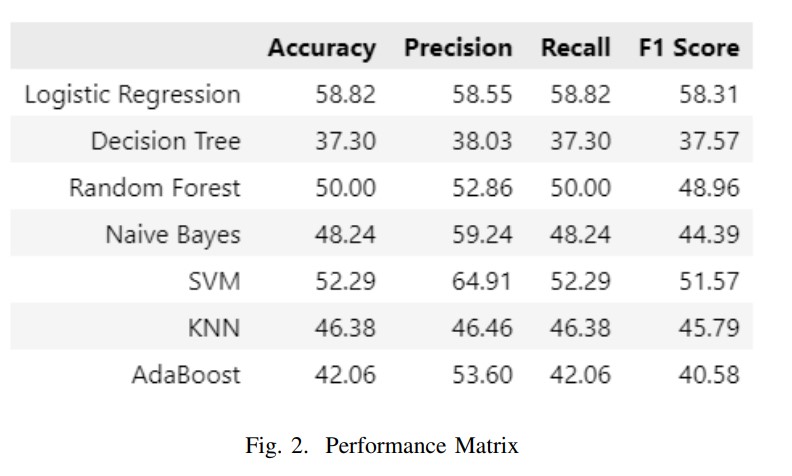 Accuracy Precision Recall F1 Score
Logistic Regression 58.82 58.55 58.82 58.31
Decision Tree 37.30 38.03 37.30 37.57
Random Forest 50.00 52.86 50.00 48.96
Naive Bayes 48.24 59.24 48.24 44.39
SVM 52.29 64.91 52.29 51.57
KNN 46.38 46.46 46.38 45.79
AdaBoost 42.06 53.60 42.06 40.58
Fig. 2. Performance Matrix